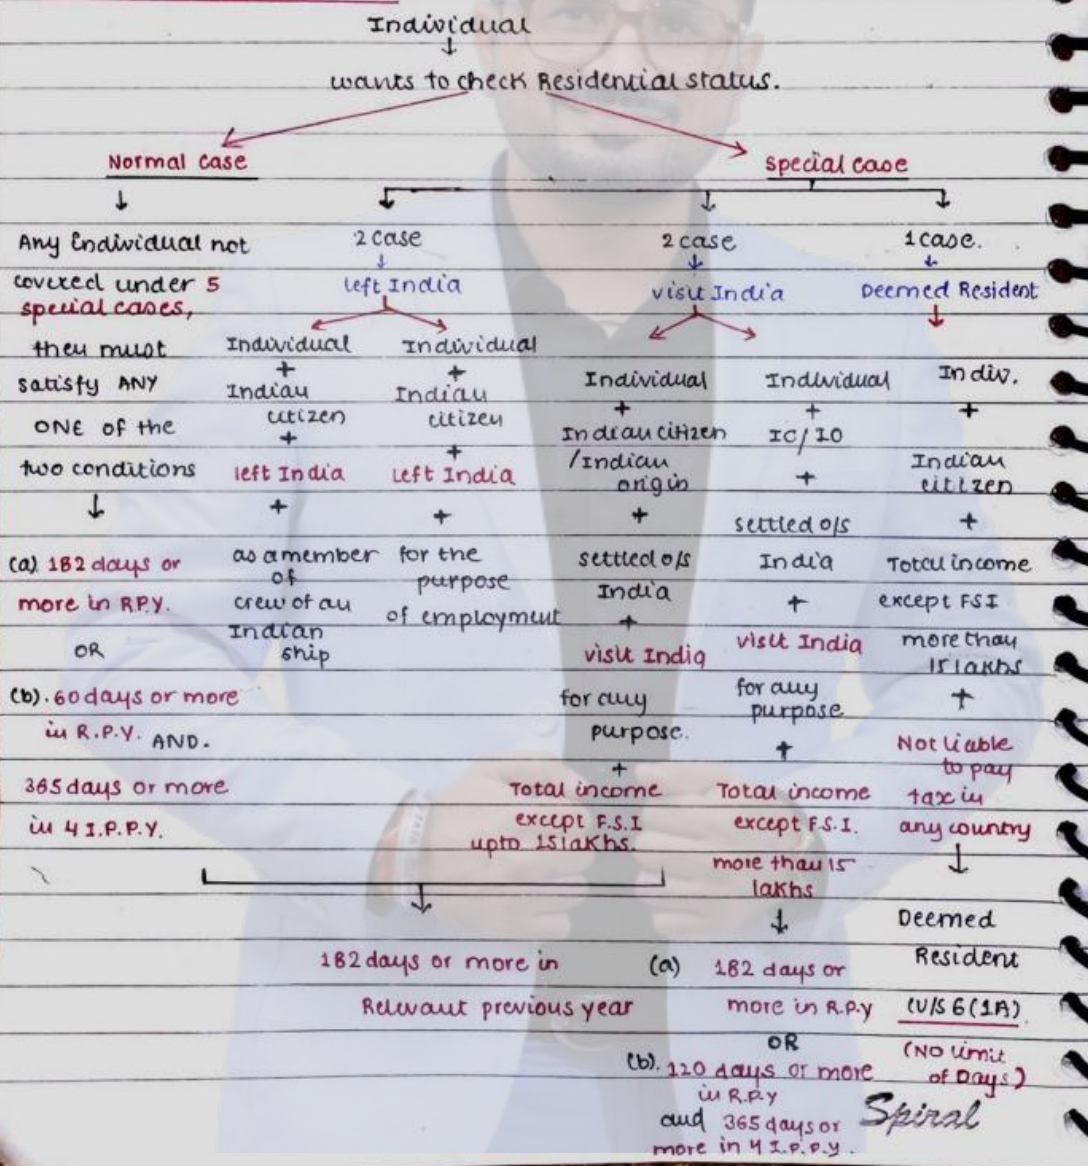 Individual
↓
wants to check Residential status.
Normal case
Any Individual not
covered under 5
special cases,
they must
satisfy ANY
ONE of the
two conditions
↓
(a) 182 days or
more in RPY.
OR
(b). 60 days or more
in R.P.Y. AND.
365 days or more
in 4 I.P.P.Y.
special case
2 case
↓
left India
Individual
+
Indian
citizen
+
left India
+
as a member
of
crew of an
Indian
ship
Individual
+
Indian
citizen
+
left India
+
for the
purpose
of employment
2 case
↓
visit India
Individual
+
Indian citizen
/Indian
origin
+
settled o/s
India
+
visit India
for any
purpose.
+
Total income
except F.S.I
upto 15 lakhs.
↓
182 days or more in
Relevant previous year
Individual
+
IC/IO
+
settled o/s
India
+
visit India
for any
purpose
+
Total income
except F.S.I.
more than 15
lakhs
↓
(a) 182 days or
more in R.P.Y
OR
(b). 120 days or more
in R.P.Y
and 365 days or
more in 4 I.P.P.Y.
1 case.
↓
Deemed Resident
↓
Indiv.
+
Indian
citizen
+
Total income
except FSI
more than
15 lakhs
+
Not liable
to pay
tax in
any country
↓
Deemed
Resident
(U/S 6(1A)
(No limit
of Days)
Spiral